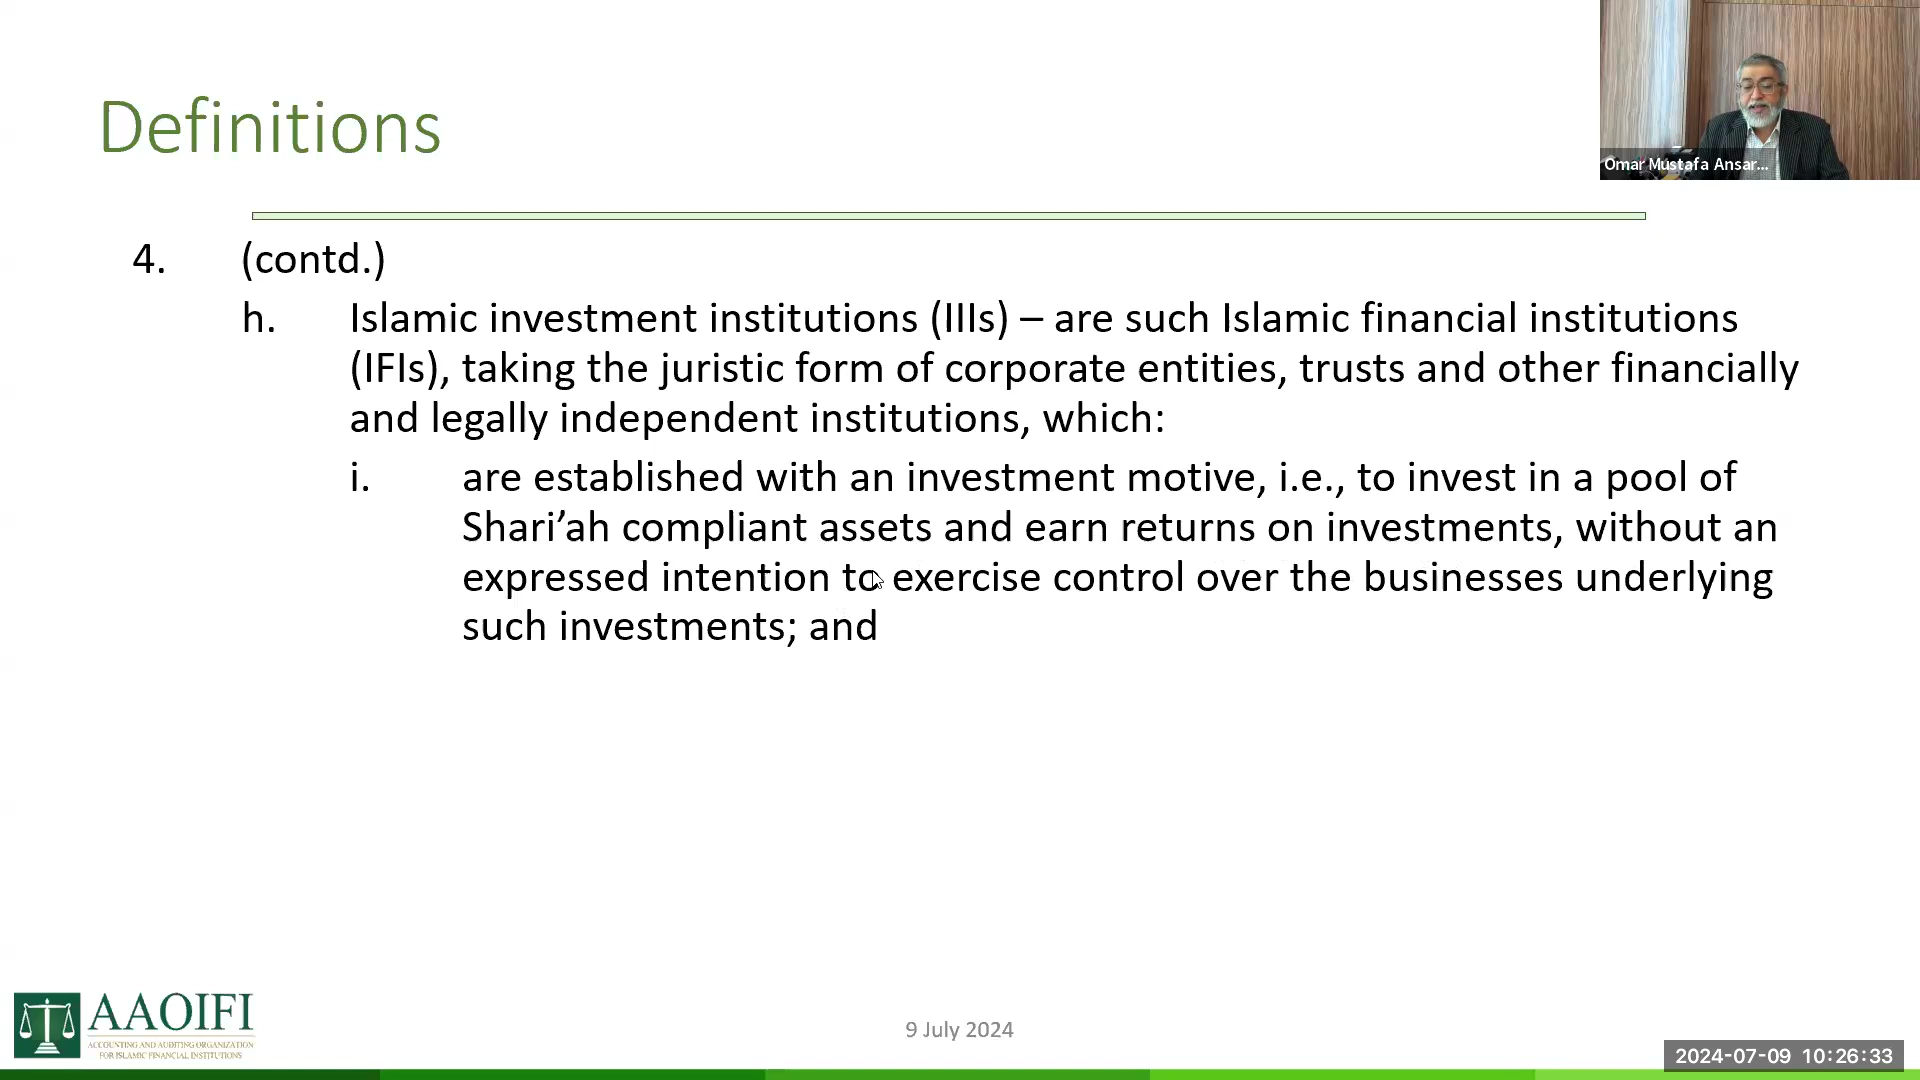 Definitions
Omar Mustafa Ansar...
4. (contd.)
h. Islamic investment institutions (IIIs) – are such Islamic financial institutions
(IFIs), taking the juristic form of corporate entities, trusts and other financially
and legally independent institutions, which:
i. are established with an investment motive, i.e., to invest in a pool of
Shari’ah compliant assets and earn returns on investments, without an
expressed intention to exercise control over the businesses underlying
such investments; and
AAOIFI
ACCOUNTING AND AUDITING ORGANIZATION
FOR ISLAMIC FINANCIAL INSTITUTIONS
9 July 2024
2024-07-09 10:26:33